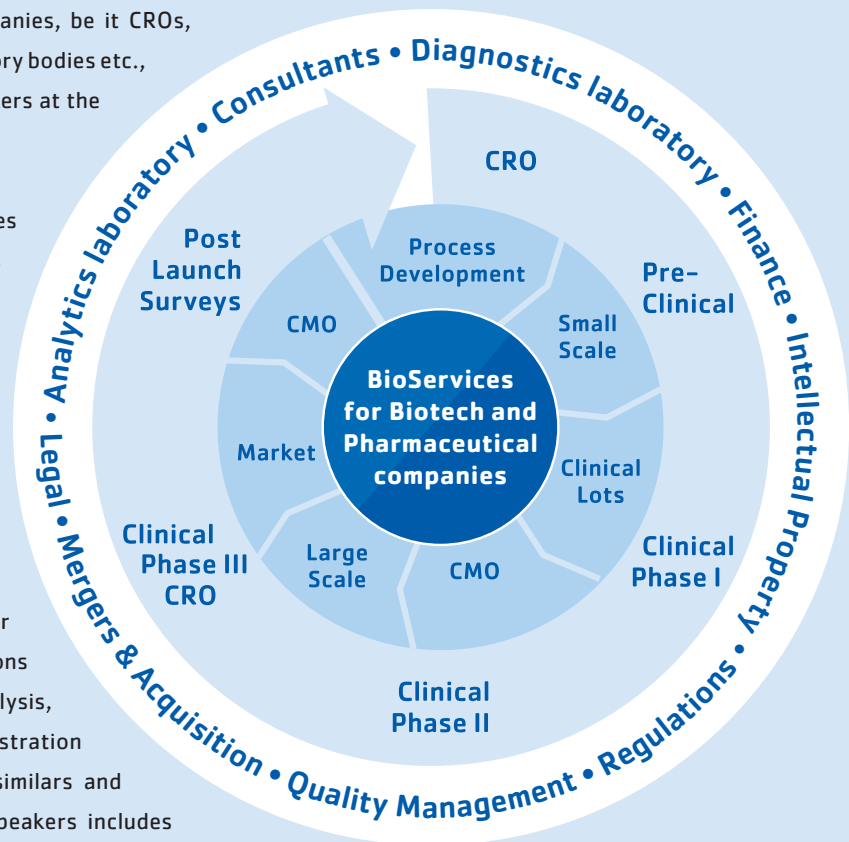 anies, be it CROs,
ory bodies etc.,
ers at the
es
r
ons
lysis,
stration
similars and
peakers includes
Legal • Analytics laboratory • Consultants • Diagnostics laboratory • Finance • Intellectual Property • Regulations • Quality Management • Mergers & Acquisition •
CRO
Pre-
Clinical
Clinical
Phase I
Clinical
Phase II
Clinical
Phase III
CRO
Post
Launch
Surveys
Process
Development
Small
Scale
Clinical
Lots
CMO
Large
Scale
Market
CMO
BioServices
for Biotech and
Pharmaceutical
companies